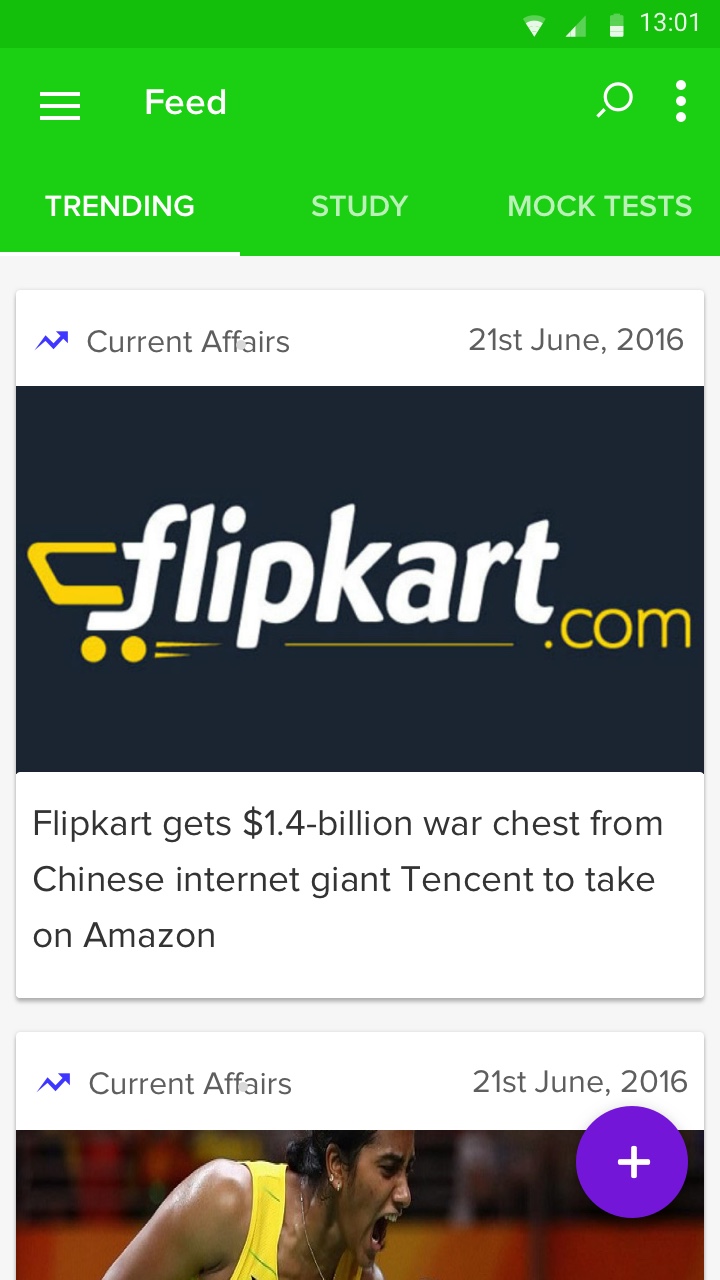 13:01
Feed
TRENDING STUDY MOCK TESTS
Current Affairs 21st June, 2016
flipkart.com
Flipkart gets $1.4-billion war chest from
Chinese internet giant Tencent to take
on Amazon
Current Affairs 21st June, 2016
+